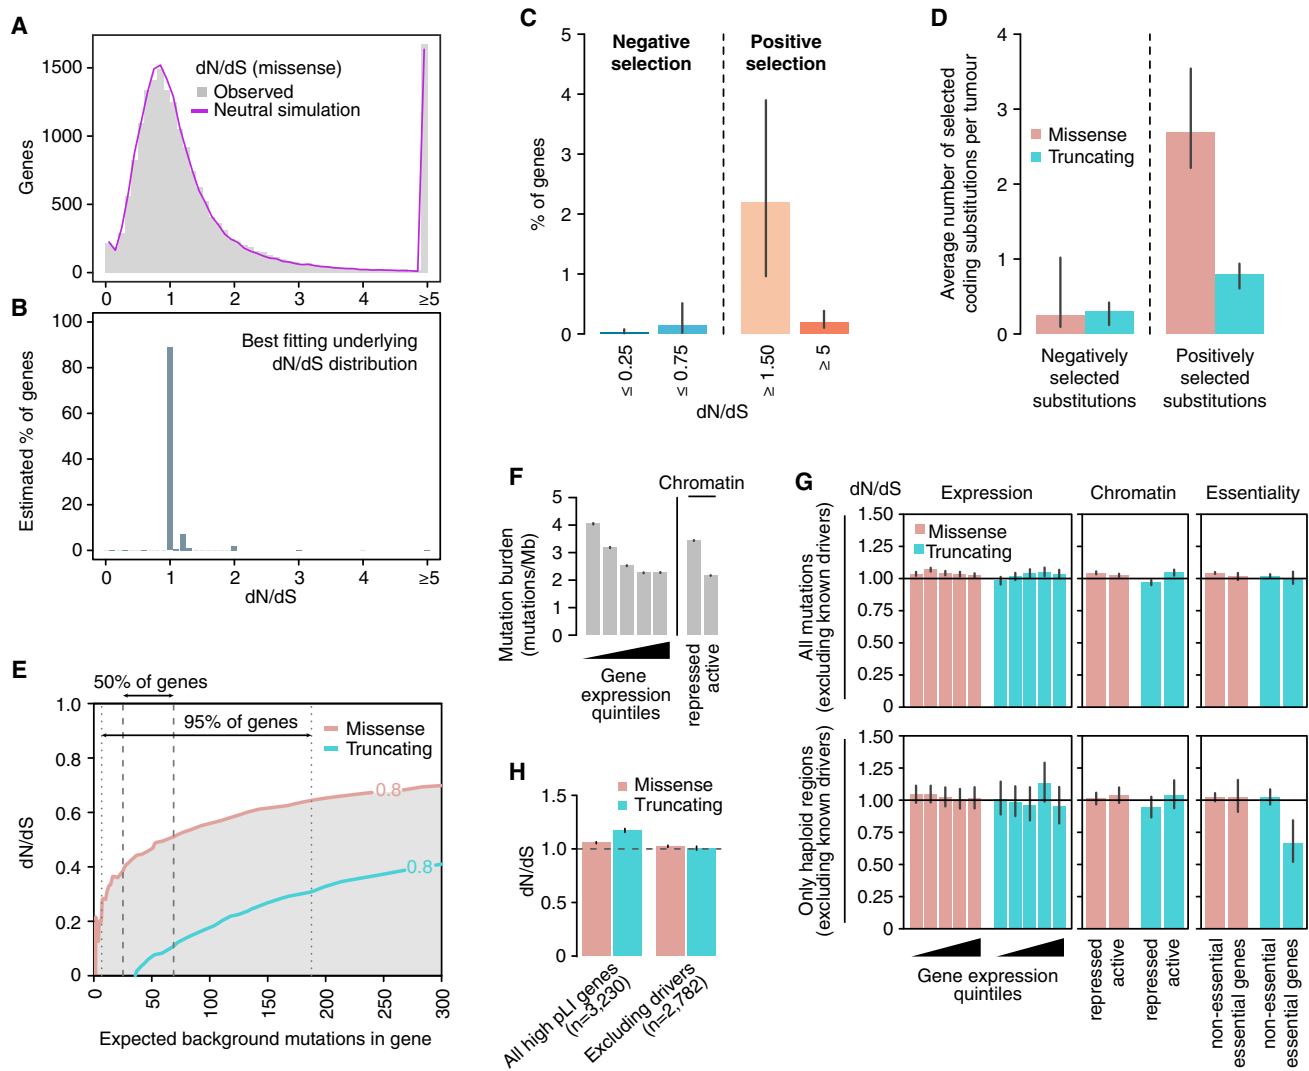 A
dN/dS (missense)
Observed
Neutral simulation
Genes
1500
1000
500
0
0 1 2 3 4 ≥5
B
Best fitting underlying
dN/dS distribution
Estimated % of genes
100
80
60
40
20
0
0 1 2 3 4 ≥5
dN/dS
C
Negative
selection
Positive
selection
% of genes
5
4
3
2
1
0
≤ 0.25
≤ 0.75
≥ 1.50
≥ 5
dN/dS
D
Average number of selected
coding substitutions per tumour
4
3
2
1
0
Missense
Truncating
Negatively
selected
substitutions
Positively
selected
substitutions
E
50% of genes
95% of genes
Missense
Truncating
0.8
0.8
dN/dS
1.0
0.8
0.6
0.4
0.2
0
0 50 100 150 200 250 300
Expected background mutations in gene
F
Chromatin
Mutation burden
(mutations/Mb)
5
4
3
2
1
0
Gene
expression
quintiles
repressed
active
G
dN/dS
Expression
Chromatin
Essentiality
All mutations
(excluding known drivers)
1.50
1.25
1.00
0.75
0.50
0.25
0
Missense
Truncating
Only haploid regions
(excluding known drivers)
1.50
1.25
1.00
0.75
0.50
0.25
0
Gene expression
quintiles
repressed
active
repressed
active
non-essential
essential genes
non-essential
essential genes
H
Missense
Truncating
dN/dS
1.5
1.0
0.5
0
All high pLI genes
(n=3,230)
Excluding drivers
(n=2,782)